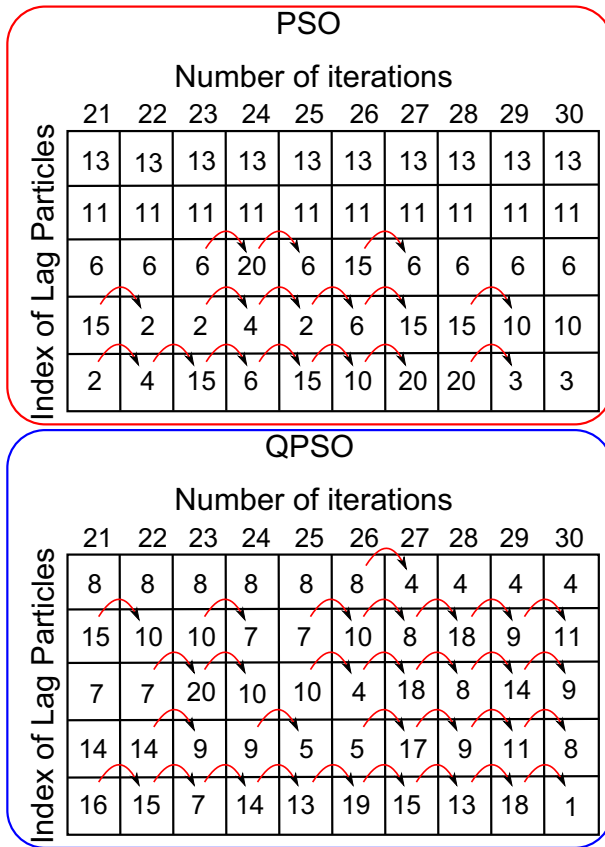 PSO
Number of iterations
21 22 23 24 25 26 27 28 29 30
Index of Lag Particles
13 13 13 13 13 13 13 13 13 13
11 11 11 11 11 11 11 11 11 11
6 6 6 20 6 15 6 6 6 6
15 2 2 4 2 6 15 15 10 10
2 4 15 6 15 10 20 20 3 3
QPSO
Number of iterations
21 22 23 24 25 26 27 28 29 30
Index of Lag Particles
8 8 8 8 8 8 4 4 4 4
15 10 10 7 7 10 8 18 9 11
7 7 20 10 10 4 18 8 14 9
14 14 9 9 5 5 17 9 11 8
16 15 7 14 13 19 15 13 18 1